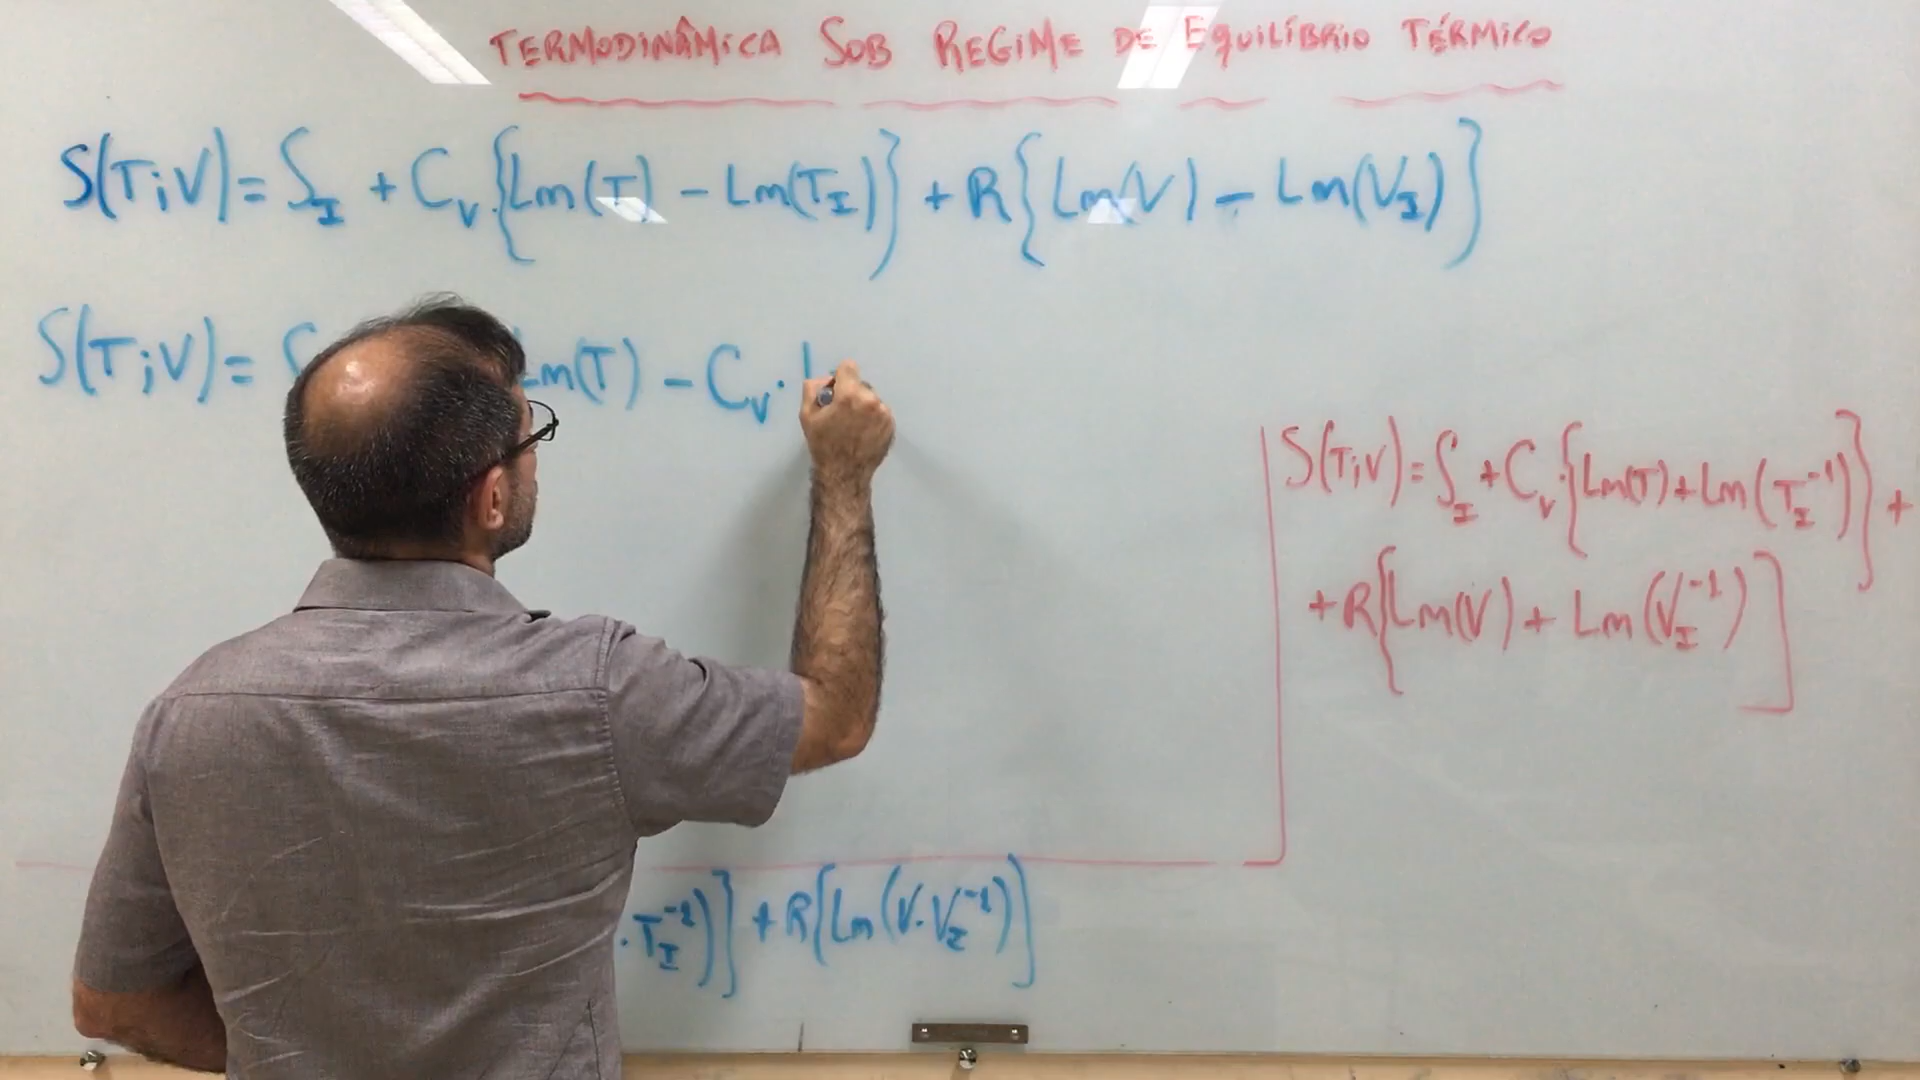 TERMODINÂMICA SOB REGIME DE EQUILÍBRIO TÉRMICO
S(T;V) = S_I + C_V.{Ln(T) - Ln(T_I)} + R{Ln(V) - Ln(V_I)}
S(T;V) = S Ln(T) - C_V.
S(T;V) = S_I + C_V.{Ln(T) + Ln(T_I^-1)} +
+ R{Ln(V) + Ln(V_I^-1)]
.T_I^-1)]} + R{Ln(V.V_I^-1)}